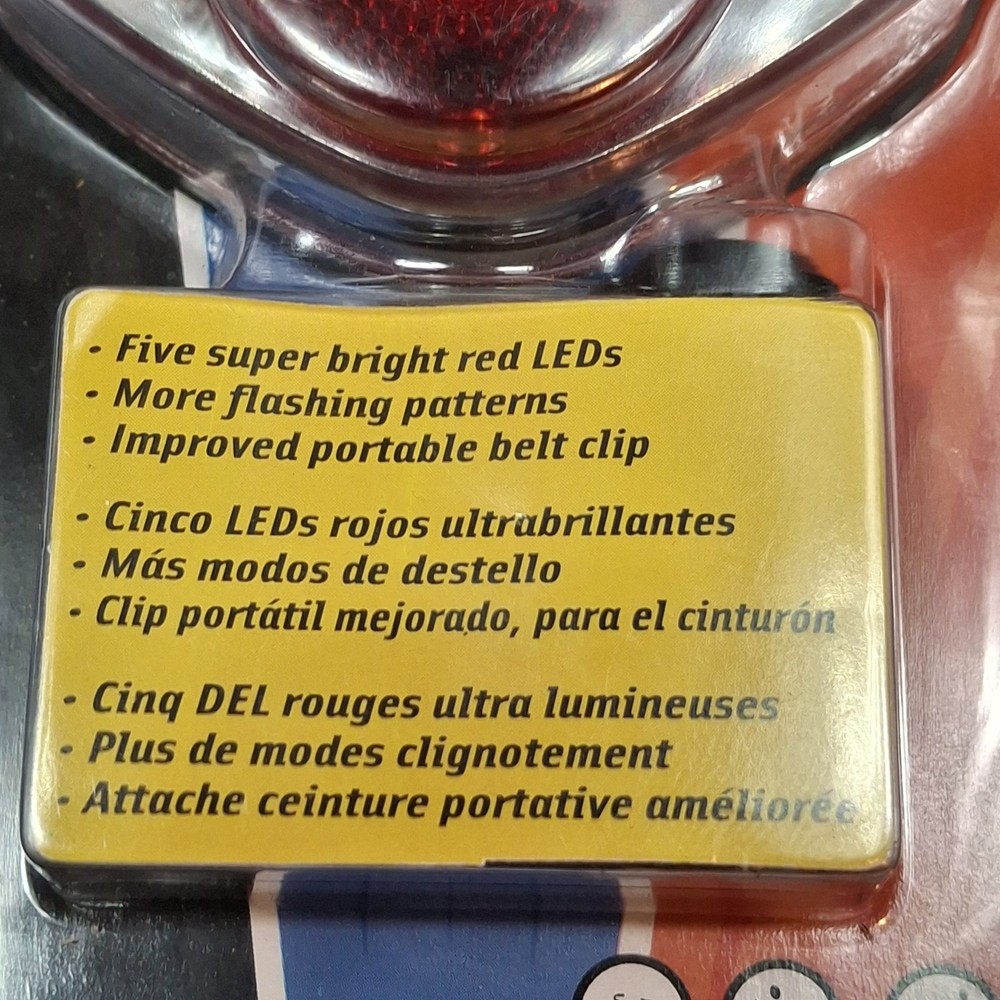 • Five super bright red LEDs
• More flashing patterns
• Improved portable belt clip
• Cinco LEDs rojos ultrabrillantes
• Más modos de destello
• Clip portátil mejorado, para el cinturón
• Cinq DEL rouges ultra lumineuses
• Plus de modes clignotement
• Attache ceinture portative améliorée